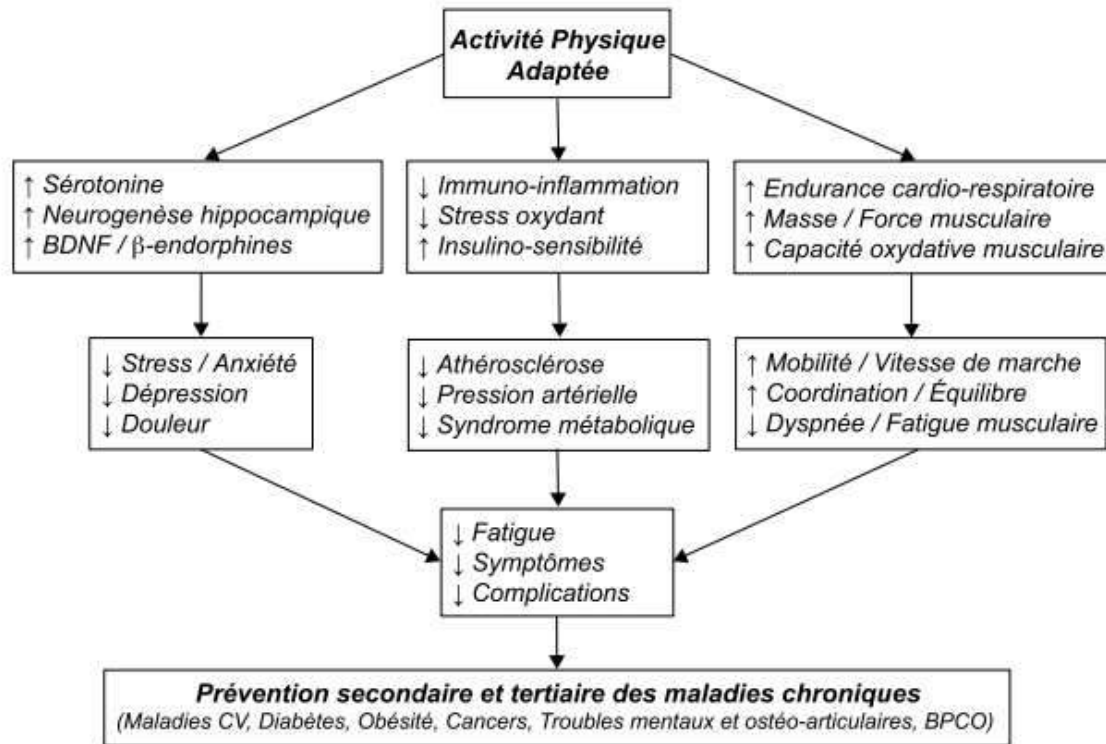 Activité Physique
Adaptée
↑ Sérotonine
↑ Neurogenèse hippocampique
↑ BDNF / β-endorphines
↓ Immuno-inflammation
↓ Stress oxydant
↑ Insulino-sensibilité
↑ Endurance cardio-respiratoire
↑ Masse / Force musculaire
↑ Capacité oxydative musculaire
↓ Stress / Anxiété
↓ Dépression
↓ Douleur
↓ Athérosclérose
↓ Pression artérielle
↓ Syndrome métabolique
↑ Mobilité / Vitesse de marche
↑ Coordination / Équilibre
↓ Dyspnée / Fatigue musculaire
↓ Fatigue
↓ Symptômes
↓ Complications
Prévention secondaire et tertiaire des maladies chroniques
(Maladies CV, Diabètes, Obésité, Cancers, Troubles mentaux et ostéo-articulaires, BPCO)